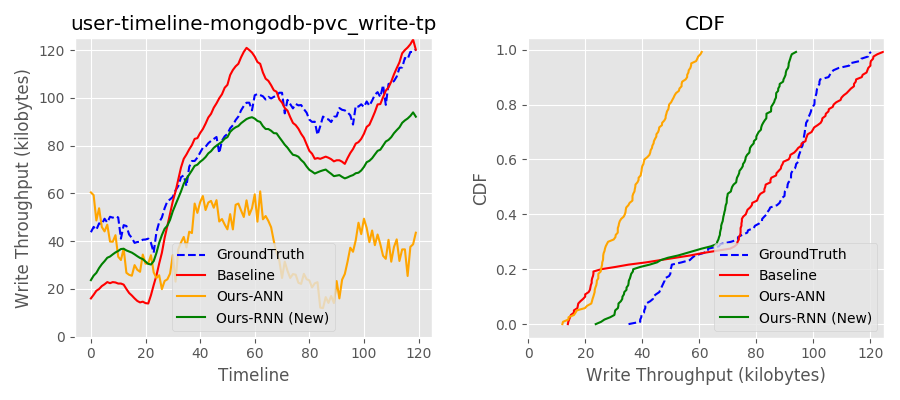 user-timeline-mongodb-pvc_write-tp
Write Throughput (kilobytes)
120
100
80
60
40
20
0
0 20 40 60 80 100 120
Timeline
GroundTruth
Baseline
Ours-ANN
Ours-RNN (New)
CDF
CDF
1.0
0.8
0.6
0.4
0.2
0.0
0 20 40 60 80 100 120
Write Throughput (kilobytes)
GroundTruth
Baseline
Ours-ANN
Ours-RNN (New)